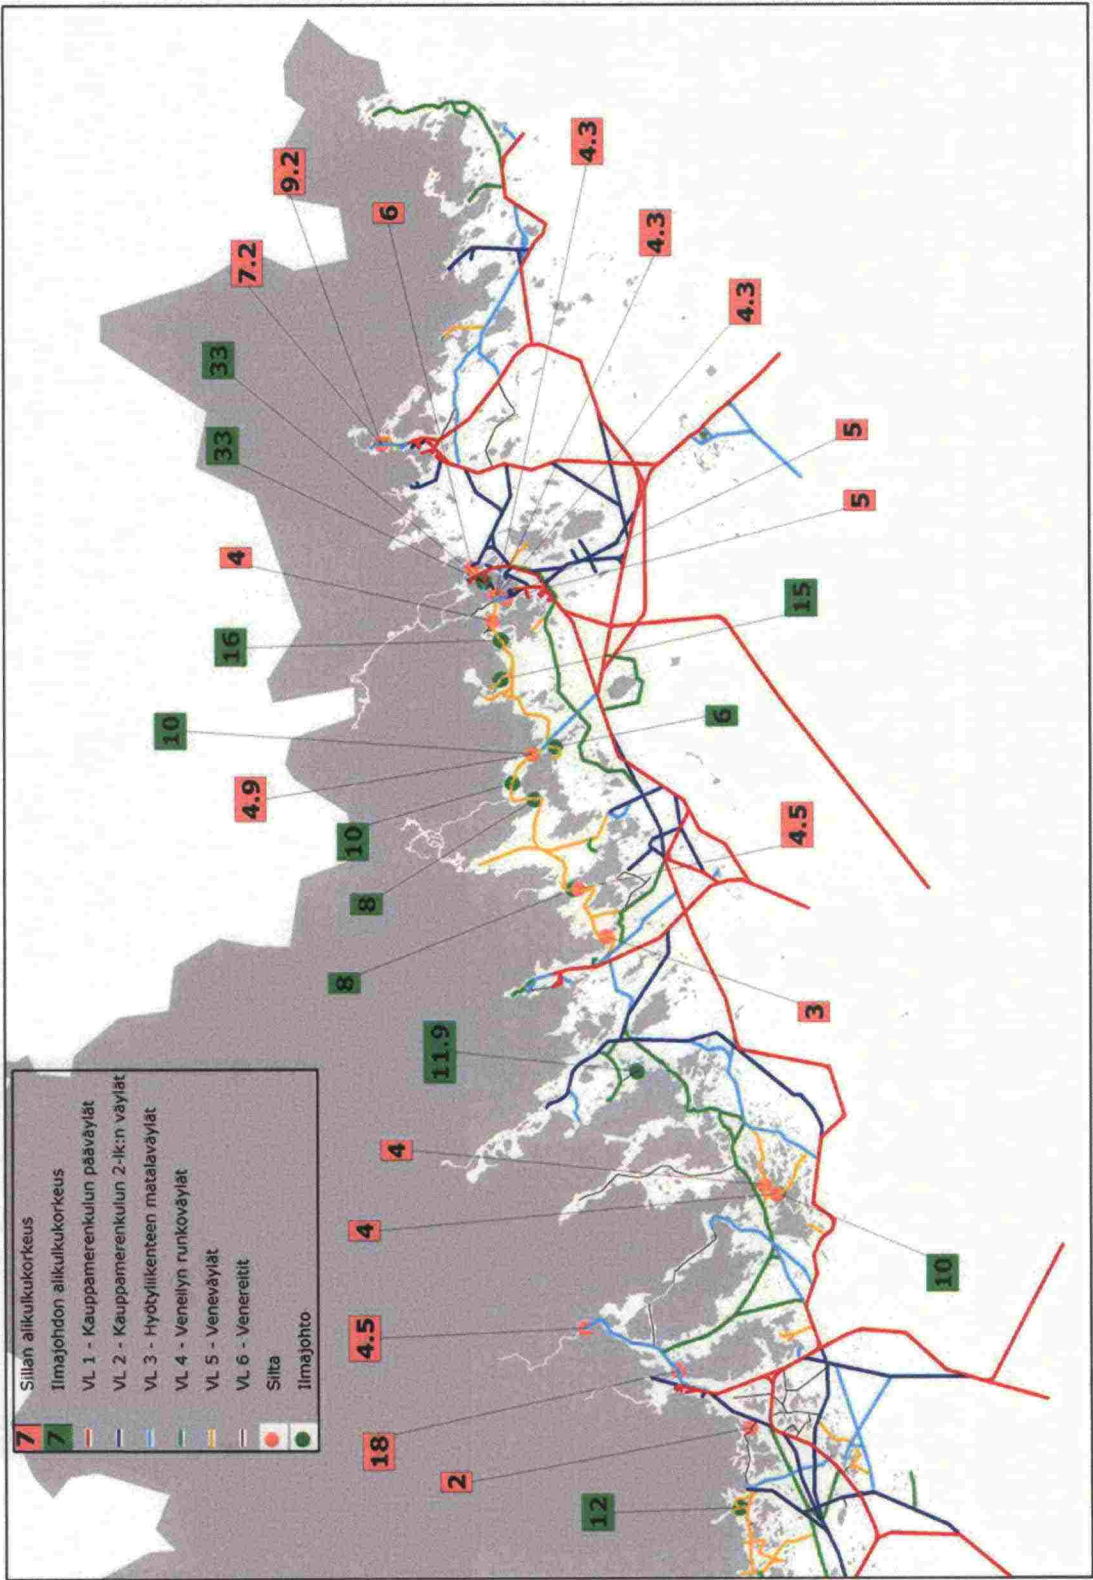 7 Sillan alikulkukorkeus
7 Ilmajohdon alikulkukorkeus
VL 1 - Kauppamerenkulun pääväylät
VL 2 - Kauppamerenkulun 2-lk:n väylät
VL 3 - Hyötyliikenteen matalaväylät
VL 4 - Veneilyn runkoväylät
VL 5 - Veneväylät
VL 6 - Venereitit
Silta
Ilmajohto
12
2
18
4.5
4
4
10
11.9
3
8
8
10
4.9
10
4.5
6
16
15
4
33
33
7.2
9.2
6
4.3
4.3
4.3
5
5